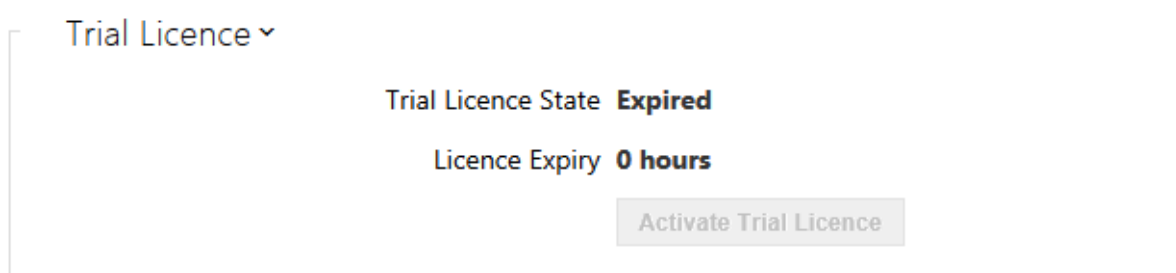 Trial Licence
Trial Licence State Expired
Licence Expiry 0 hours
Activate Trial Licence